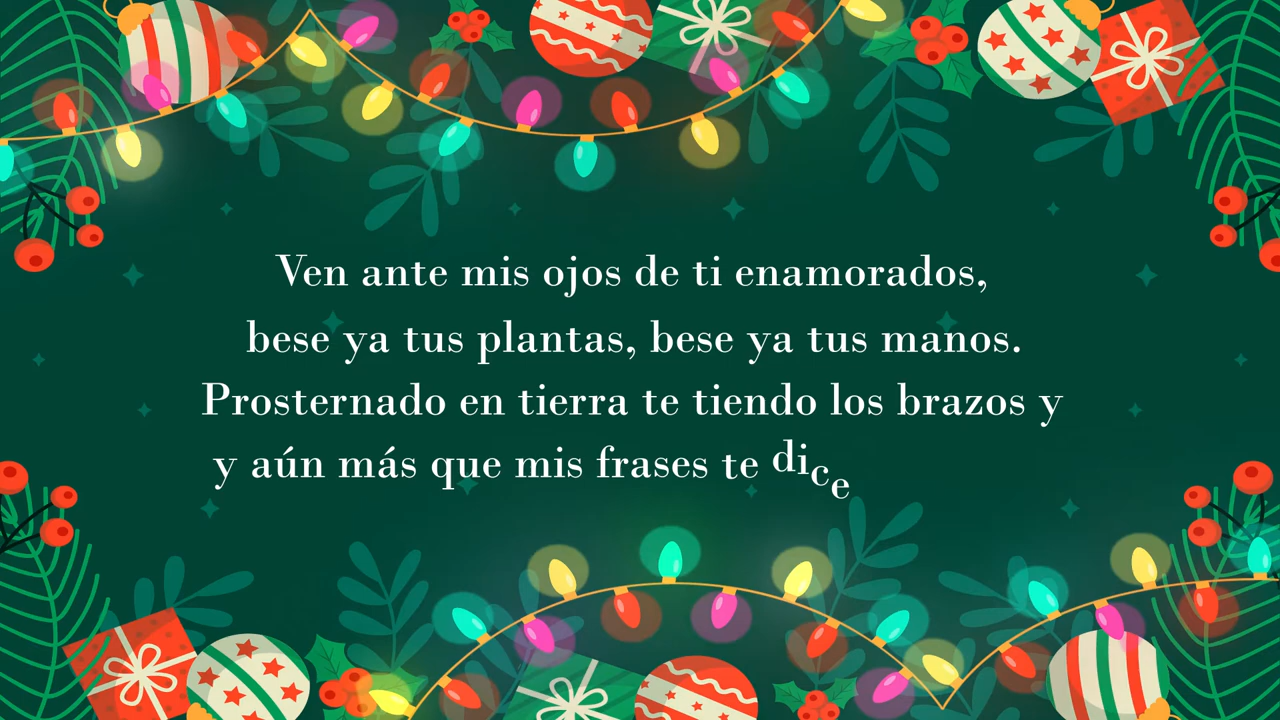 Ven ante mis ojos de ti enamorados,
bese ya tus plantas, bese ya tus manos.
Prosternado en tierra te tiendo los brazos y
y aún más que mis frases te dice